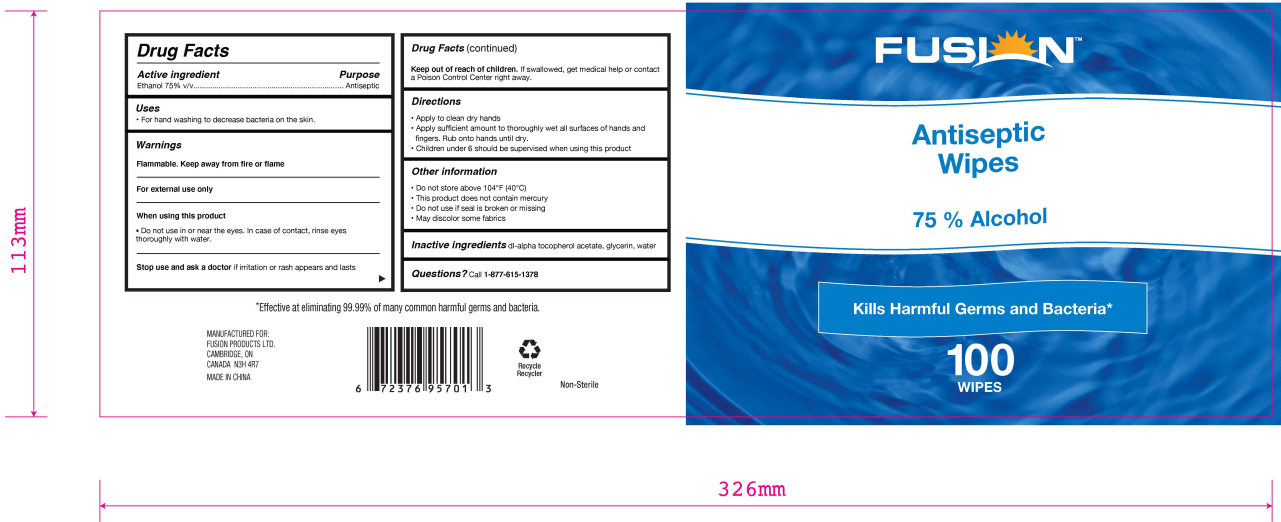 Drug Facts
Active ingredient Purpose
Ethanol 75% v/v........................................................................ Antiseptic
Uses
• For hand washing to decrease bacteria on the skin.
Warnings
Flammable. Keep away from fire or flame
For external use only
When using this product
• Do not use in or near the eyes. In case of contact, rinse eyes
thoroughly with water.
Stop use and ask a doctor if irritation or rash appears and lasts
Drug Facts (continued)
Keep out of reach of children. If swallowed, get medical help or contact
a Poison Control Center right away.
Directions
• Apply to clean dry hands
• Apply sufficient amount to thoroughly wet all surfaces of hands and
fingers. Rub onto hands until dry.
• Children under 6 should be supervised when using this product
Other information
• Do not store above 104°F (40°C)
• This product does not contain mercury
• Do not use if seal is broken or missing
• May discolor some fabrics
Inactive ingredients dl-alpha tocopherol acetate, glycerin, water
Questions? Call 1-877-615-1378
*Effective at eliminating 99.99% of many common harmful germs and bacteria.
MANUFACTURED FOR:
FUSION PRODUCTS LTD.
CAMBRIDGE, ON
CANADA N3H 4R7
MADE IN CHINA
6 72376 95701 3
Recycle
Recycler
Non-Sterile
FUSION™
Antiseptic
Wipes
75 % Alcohol
Kills Harmful Germs and Bacteria*
100
WIPES
113mm
326mm